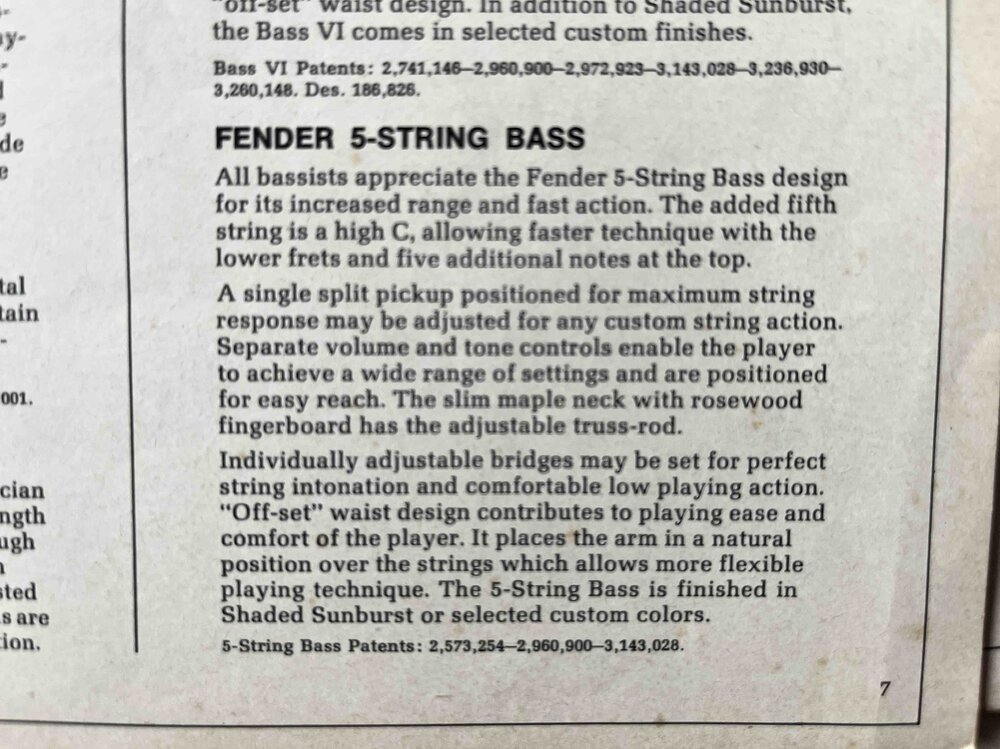 y-
-
de
e
tal
tain
-
001.
cian
ngth
ugh
sted
s are
tion.
"off-set" waist design. In addition to Shaded Sunburst,
the Bass VI comes in selected custom finishes.
Bass VI Patents: 2,741,146—2,960,900—2,972,923—3,143,028—3,236,930—
3,260,148. Des. 186,826.
FENDER 5-STRING BASS
All bassists appreciate the Fender 5-String Bass design
for its increased range and fast action. The added fifth
string is a high C, allowing faster technique with the
lower frets and five additional notes at the top.
A single split pickup positioned for maximum string
response may be adjusted for any custom string action.
Separate volume and tone controls enable the player
to achieve a wide range of settings and are positioned
for easy reach. The slim maple neck with rosewood
fingerboard has the adjustable truss-rod.
Individually adjustable bridges may be set for perfect
string intonation and comfortable low playing action.
"Off-set" waist design contributes to playing ease and
comfort of the player. It places the arm in a natural
position over the strings which allows more flexible
playing technique. The 5-String Bass is finished in
Shaded Sunburst or selected custom colors.
5-String Bass Patents: 2,573,254—2,960,900—3,143,028.
7